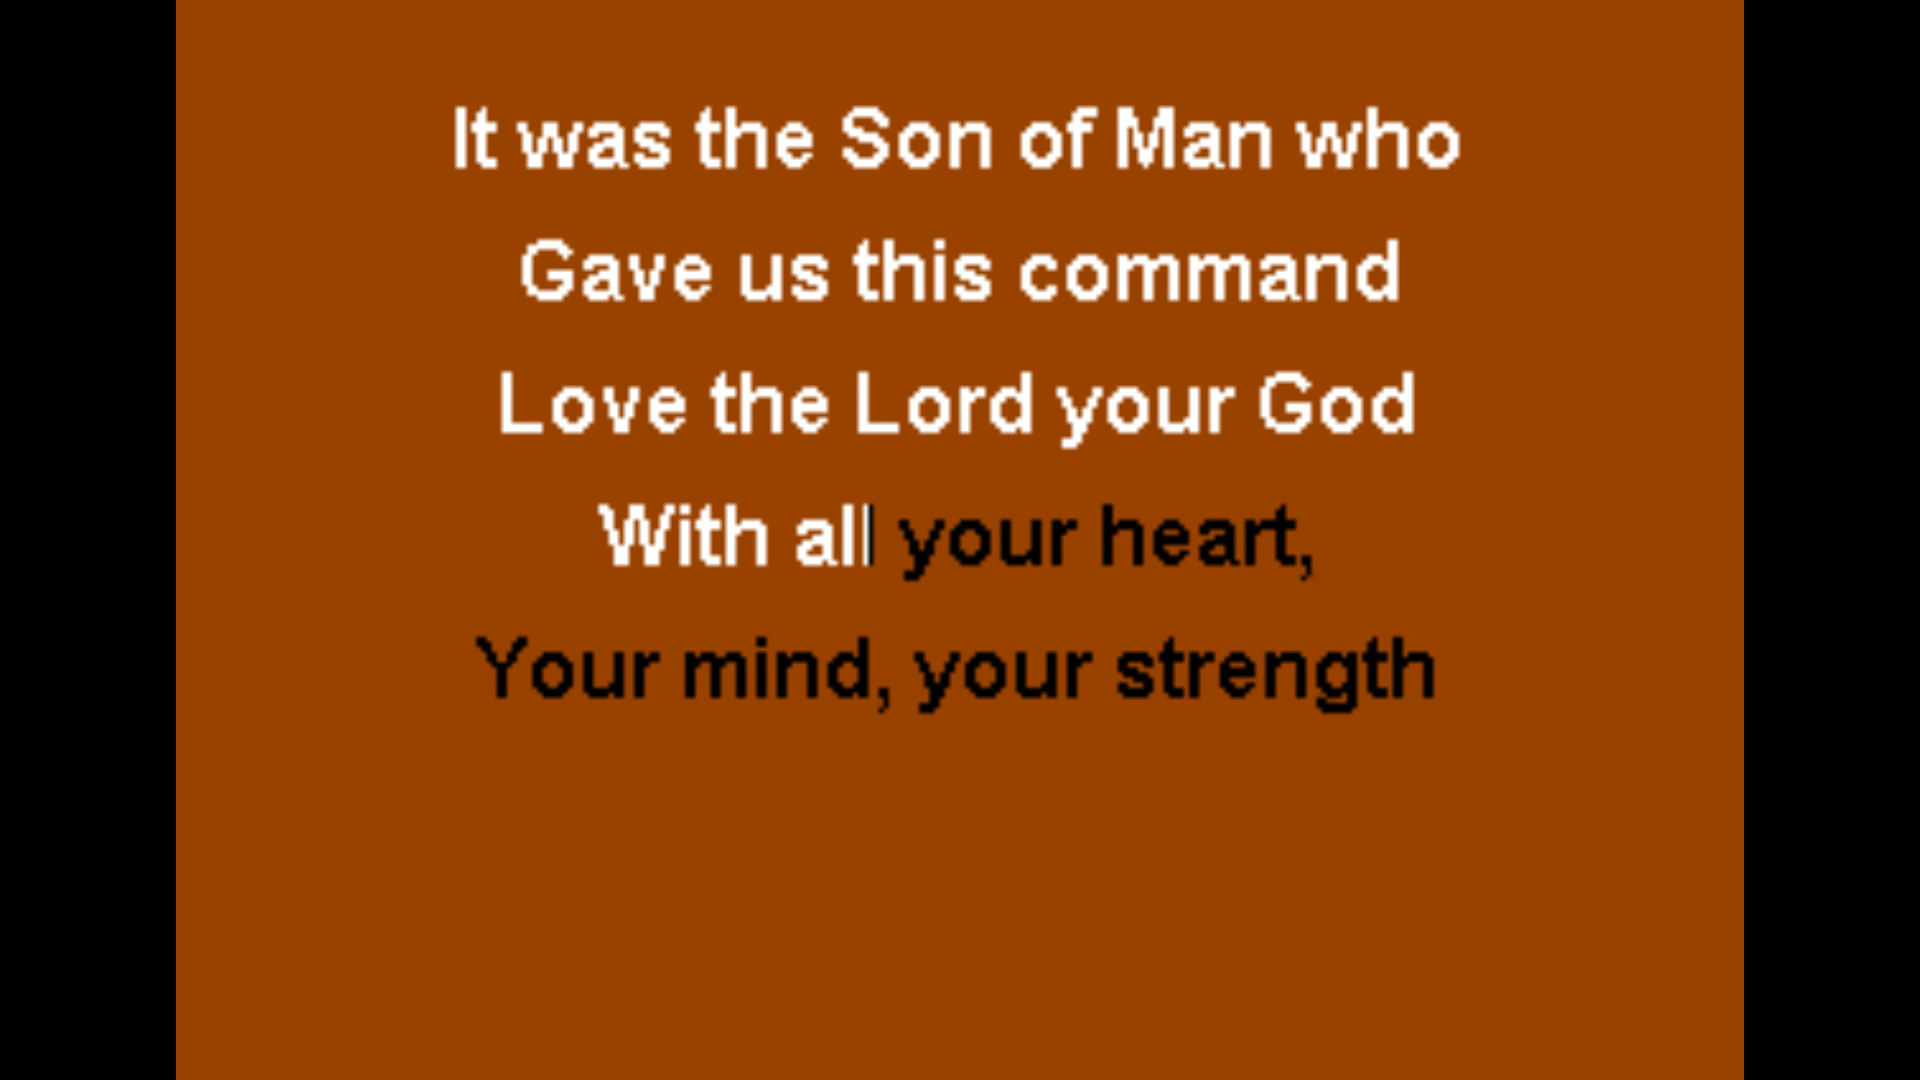 It was the Son of Man who
Gave us this command
Love the Lord your God
With all your heart,
Your mind, your strength